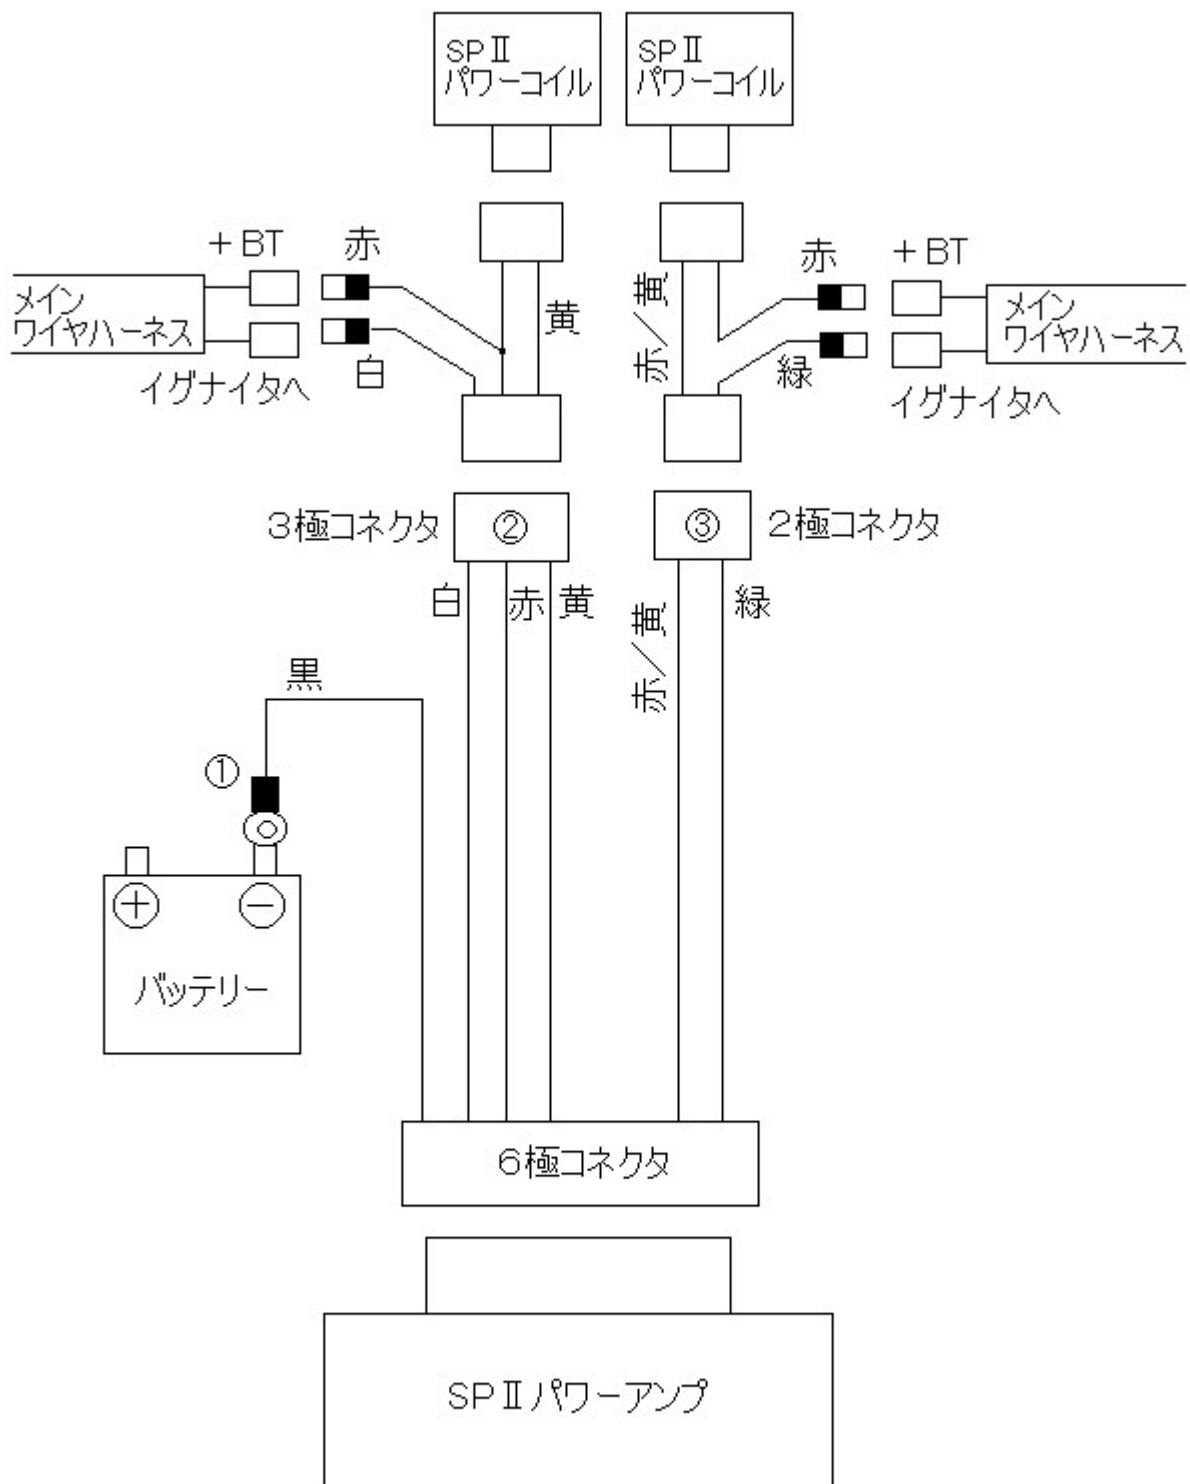 SPⅡ
パワーコイル
SPⅡ
パワーコイル
+BT
赤
赤
+BT
メイン
ワイヤハーネス
黄
赤/黄
メイン
ワイヤハーネス
白
緑
イグナイタへ
イグナイタへ
3極コネクタ
②
③
2極コネクタ
白
赤
黄
赤/黄
緑
黒
①
+
-
バッテリー
6極コネクタ
SPⅡパワーアンプ